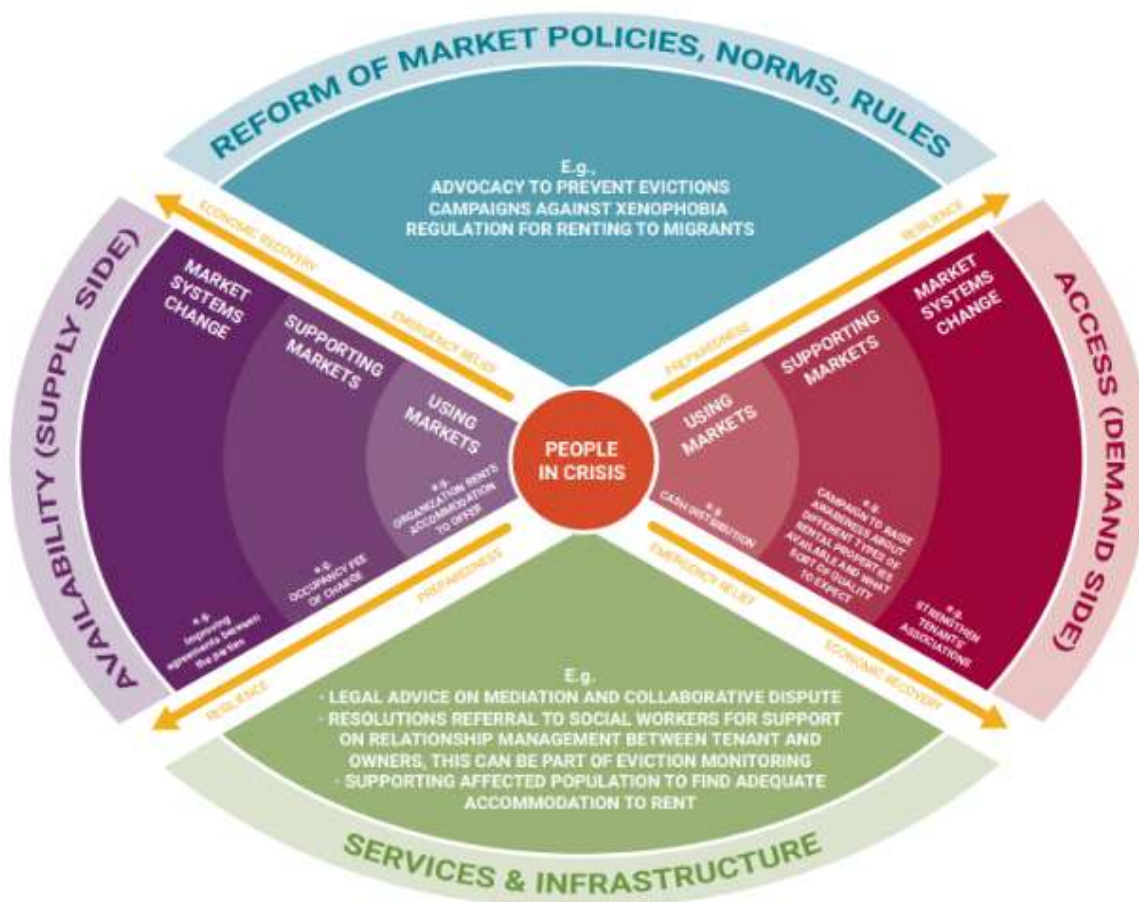 REFORM OF MARKET POLICIES, NORMS, RULES
E.g.,
ADVOCACY TO PREVENT EVICTIONS
CAMPAIGNS AGAINST XENOPHOBIA
REGULATION FOR RENTING TO MIGRANTS
ECONOMIC RECOVERY
EMERGENCY RELIEF
RESILIENCE
PREPAREDNESS
AVAILABILITY (SUPPLY SIDE)
MARKET
SYSTEMS
CHANGE
SUPPORTING
MARKETS
USING
MARKETS
e.g.
ORGANIZATION RENTS
ACCOMMODATION
TO OFFER
e.g.
OCCUPANCY FEE
OF CHARGE
e.g.
Improving
agreements between
the parties
PEOPLE
IN CRISIS
USING
MARKETS
SUPPORTING
MARKETS
MARKET
SYSTEMS
CHANGE
e.g.
CASH DISTRIBUTION
e.g.
CAMPAIGN TO RAISE
AWARENESS ABOUT
DIFFERENT TYPES OF
RENTAL PROPERTIES
AVAILABLE AND WHAT
SORT OF QUALITY
TO EXPECT
e.g.
STRENGTHEN
TENANTS'
ASSOCIATIONS
ACCESS (DEMAND SIDE)
PREPAREDNESS
RESILIENCE
EMERGENCY RELIEF
ECONOMIC RECOVERY
E.g.
- LEGAL ADVICE ON MEDIATION AND COLLABORATIVE DISPUTE
- RESOLUTIONS REFERRAL TO SOCIAL WORKERS FOR SUPPORT
ON RELATIONSHIP MANAGEMENT BETWEEN TENANT AND
OWNERS, THIS CAN BE PART OF EVICTION MONITORING
- SUPPORTING AFFECTED POPULATION TO FIND ADEQUATE
ACCOMMODATION TO RENT
SERVICES & INFRASTRUCTURE